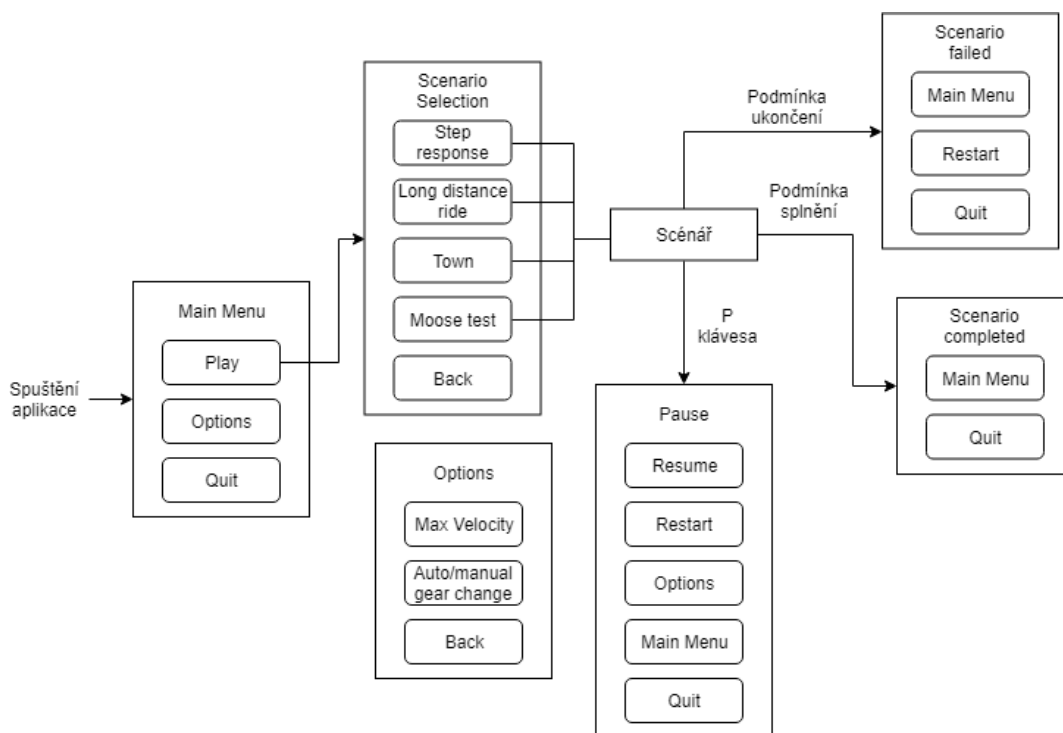 Spuštění
aplikace
Main Menu
Play
Options
Quit
Scenario
Selection
Step
response
Long distance
ride
Town
Moose test
Back
Options
Max Velocity
Auto/manual
gear change
Back
Scénář
Podmínka
ukončení
Podmínka
splnění
P
klávesa
Pause
Resume
Restart
Options
Main Menu
Quit
Scenario
failed
Main Menu
Restart
Quit
Scenario
completed
Main Menu
Quit